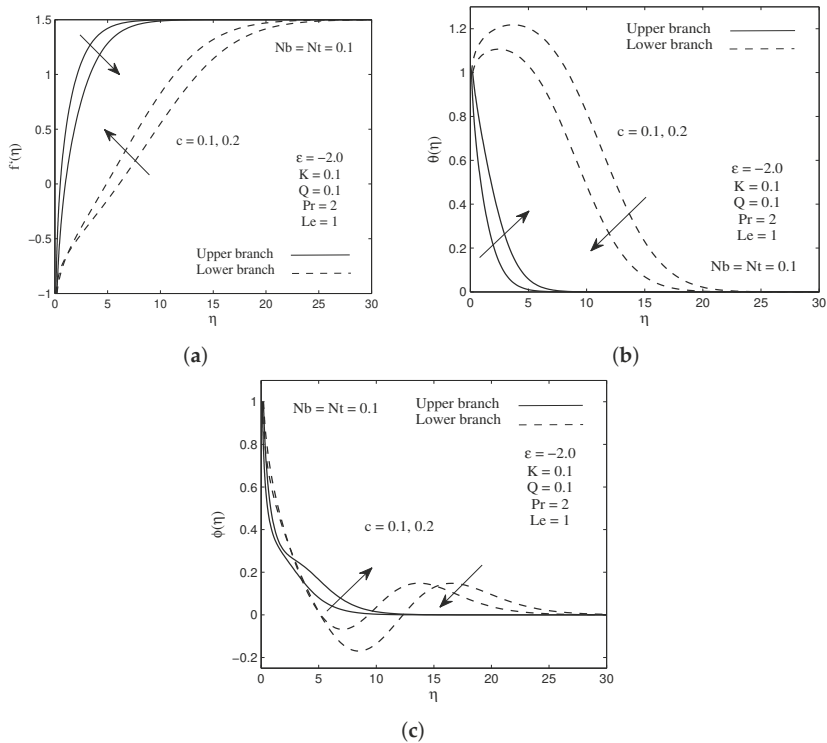 1.5
1.5
0.5
0
−0.5
−1
f'(η)
Nb = Nt = 0.1
c = 0.1, 0.2
ε = −2.0
K = 0.1
Q = 0.1
Pr = 2
Le = 1
Upper branch
Lower branch
0 5 10 15 20 25 30
η
(a)
1.2
1
0.8
0.6
0.4
0.2
0
θ(η)
Upper branch
Lower branch
c = 0.1, 0.2
ε = −2.0
K = 0.1
Q = 0.1
Pr = 2
Le = 1
Nb = Nt = 0.1
0 5 10 15 20 25 30
η
(b)
1
0.8
0.6
0.4
0.2
0
−0.2
ϕ(η)
Nb = Nt = 0.1
Upper branch
Lower branch
ε = −2.0
K = 0.1
Q = 0.1
Pr = 2
Le = 1
c = 0.1, 0.2
0 5 10 15 20 25 30
η
(c)